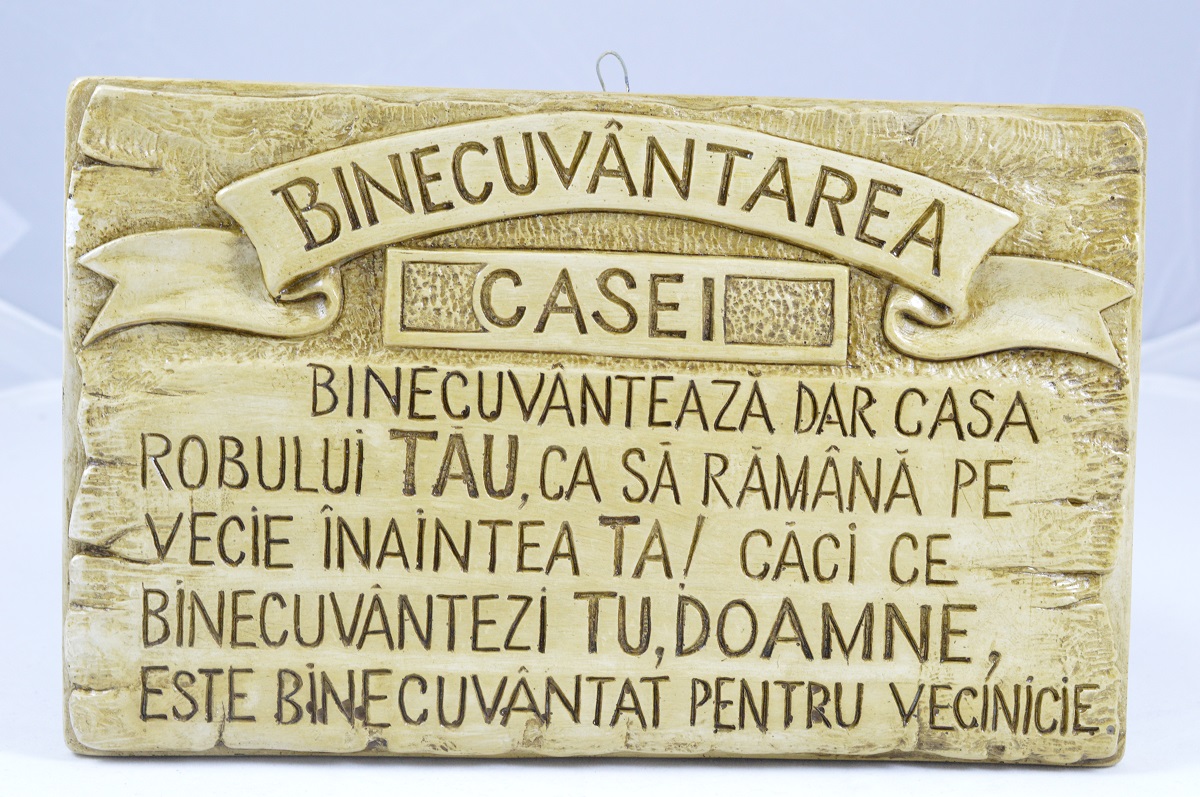 BINECUVÂNTAREA
CASEI
BINECUVÂNTEAZĂ DAR CASA
ROBULUI TĂU, CA SĂ RĂMÂNĂ PE
VECIE ÎNAINTEA TA! CĂCI CE
BINECUVÂNTEZI TU, DOAMNE,
ESTE BINECUVÂNTAT PENTRU VECINICIE